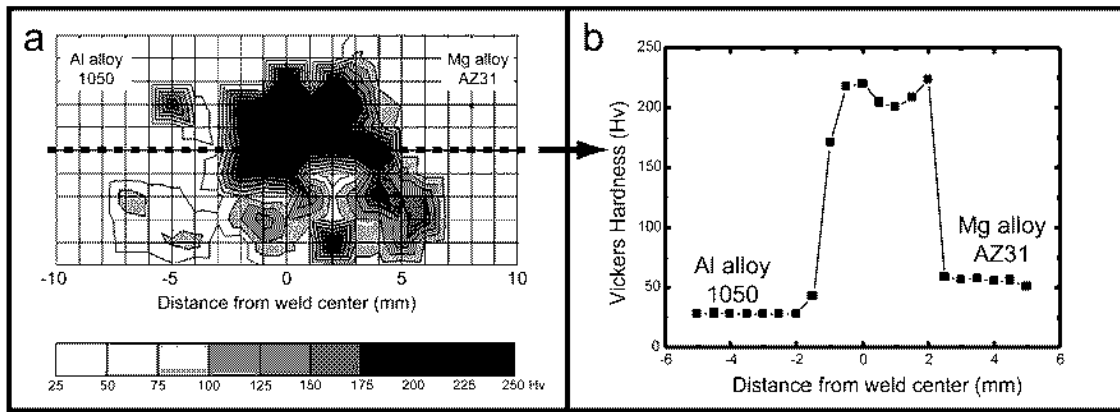 a
Al alloy
1050
Mg alloy
AZ31
-10 -5 0 5 10
Distance from weld center (mm)
25 50 75 100 125 150 175 200 225 250 Hv
b
250
200
150
100
50
0
Vickers Hardness (Hv)
Al alloy
1050
Mg alloy
AZ31
-6 -4 -2 0 2 4 6
Distance from weld center (mm)